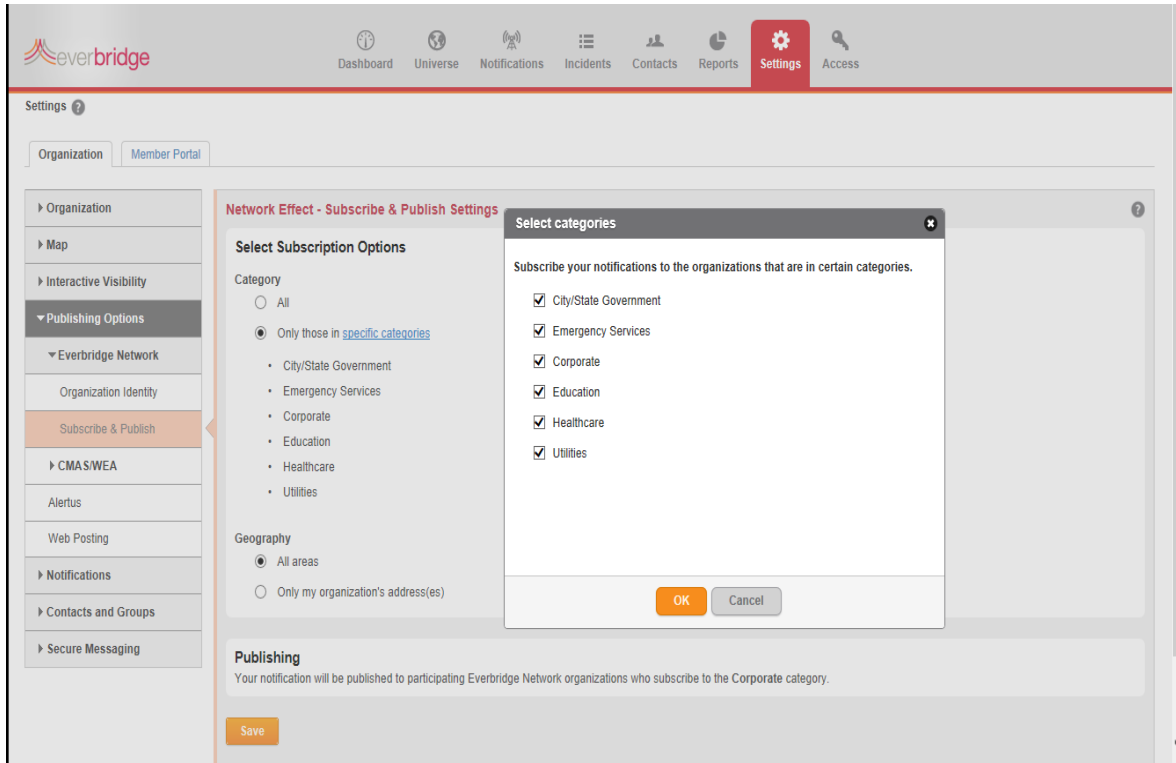 everbridge
Dashboard
Universe
Notifications
Incidents
Contacts
Reports
Settings
Access
Settings ?
Organization
Member Portal
Organization
Map
Interactive Visibility
Publishing Options
Everbridge Network
Organization Identity
Subscribe & Publish
CMAS/WEA
Alertus
Web Posting
Notifications
Contacts and Groups
Secure Messaging
Network Effect - Subscribe & Publish Settings
?
Select Subscription Options
Category
All
Only those in specific categories
• City/State Government
• Emergency Services
• Corporate
• Education
• Healthcare
• Utilities
Geography
All areas
Only my organization's address(es)
Publishing
Your notification will be published to participating Everbridge Network organizations who subscribe to the Corporate category.
Save
Select categories
Subscribe your notifications to the organizations that are in certain categories.
City/State Government
Emergency Services
Corporate
Education
Healthcare
Utilities
OK
Cancel